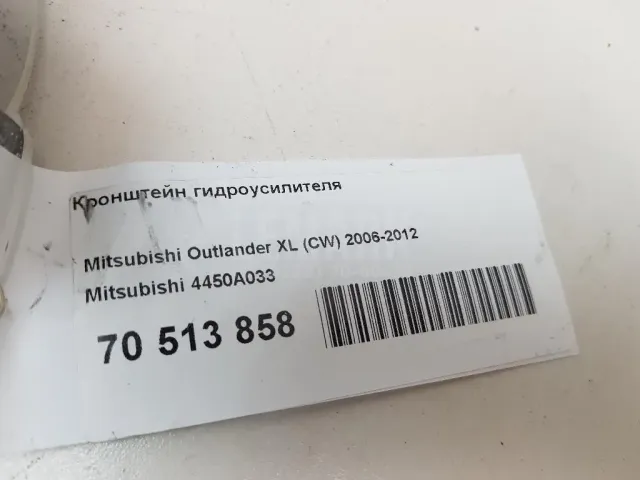 Кронштейн гидроусилителя
Mitsubishi Outlander XL (CW) 2006-2012
Mitsubishi 4450A033
70 513 858